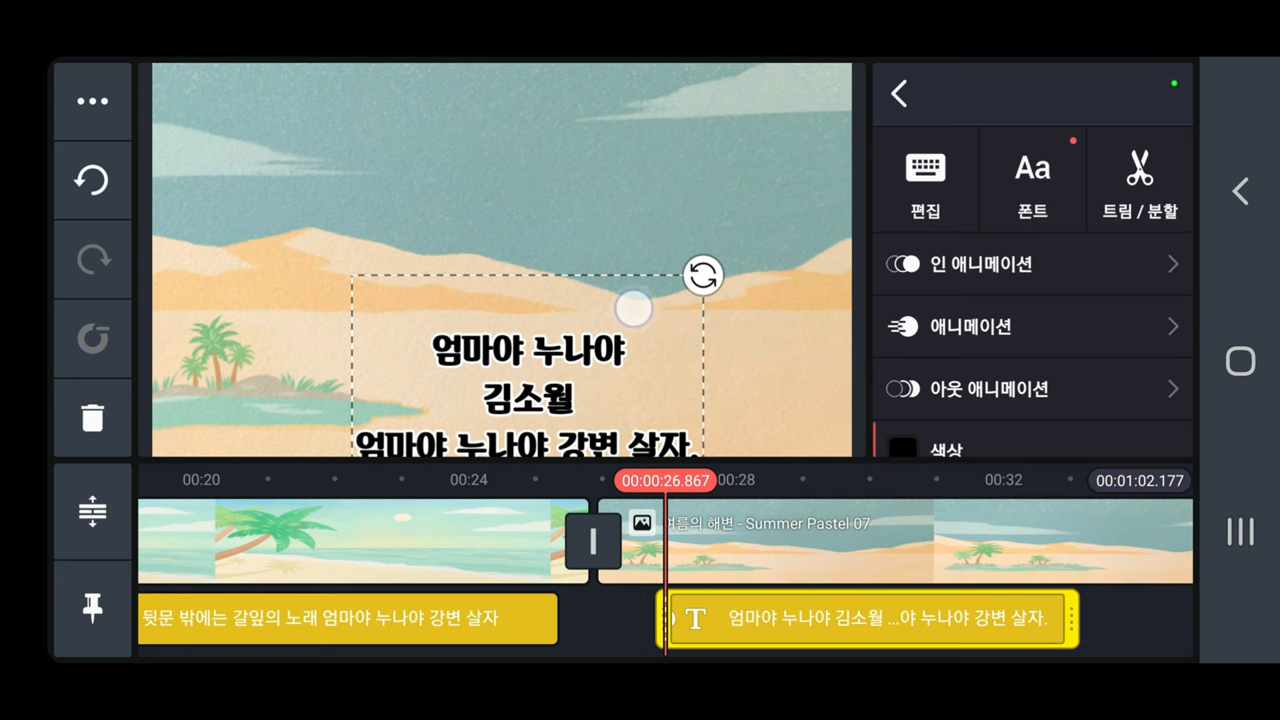 편집
폰트
트림 / 분할
인 애니메이션
애니메이션
아웃 애니메이션
색상
엄마야 누나야
김소월
엄마야 누나야 강변 살자.
00:20
00:24
00:00:26.867
00:28
00:32
00:01:02.177
여름의 해변 - Summer Pastel 07
뒷문 밖에는 갈잎의 노래 엄마야 누나야 강변 살자
엄마야 누나야 김소월 ...야 누나야 강변 살자.